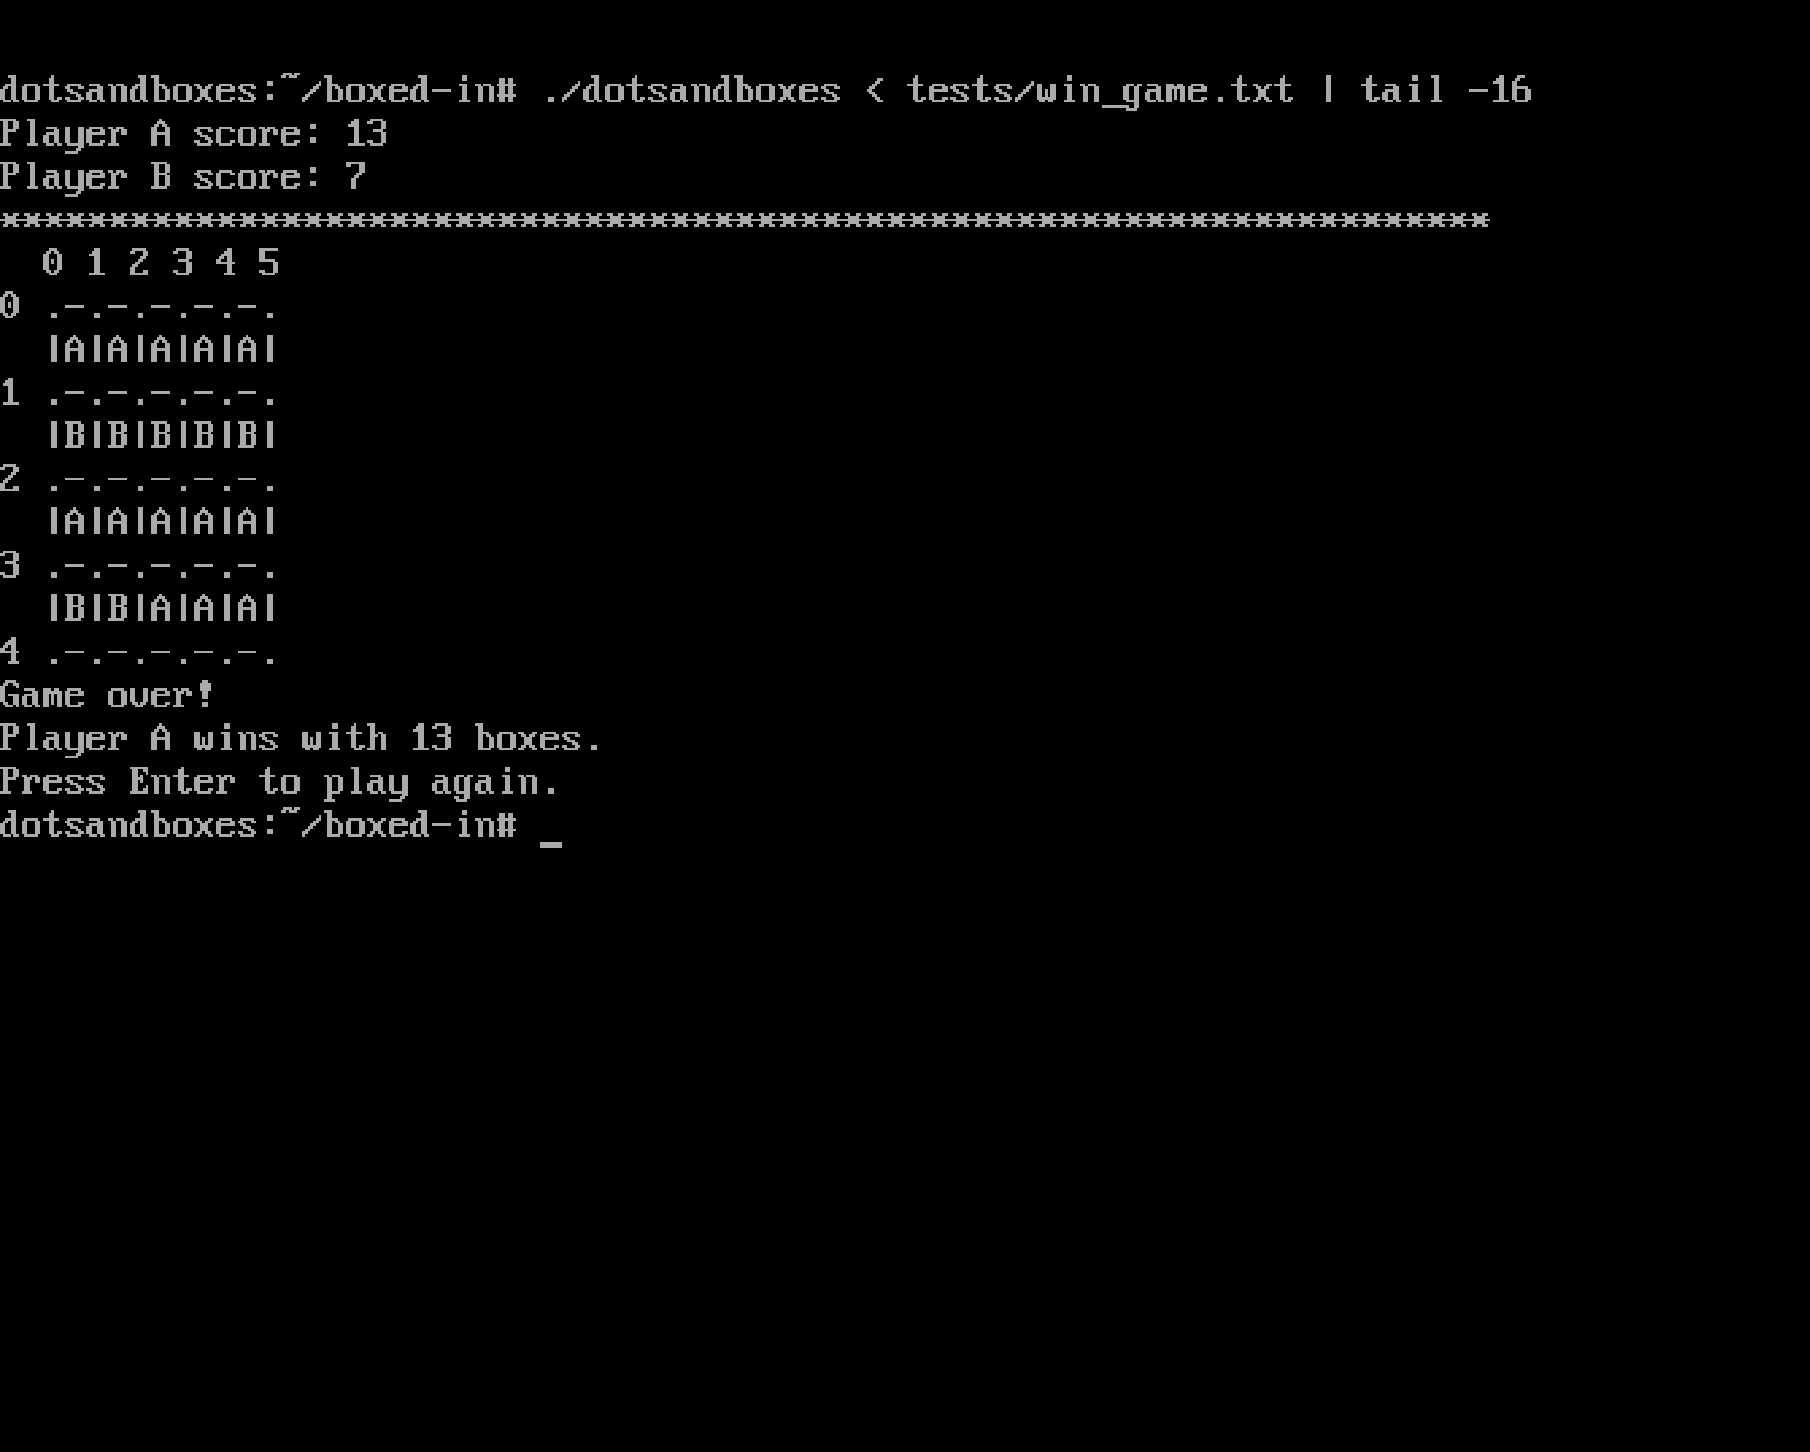 dotsandboxes:~/boxed-in# ./dotsandboxes < tests/win_game.txt | tail -16
Player A score: 13
Player B score: 7
*********************************************************************
  0 1 2 3 4 5
0 .-.-.-.-.-.
  |A|A|A|A|A|
1 .-.-.-.-.-.
  |B|B|B|B|B|
2 .-.-.-.-.-.
  |A|A|A|A|A|
3 .-.-.-.-.-.
  |B|B|A|A|A|
4 .-.-.-.-.-.
Game over!
Player A wins with 13 boxes.
Press Enter to play again.
dotsandboxes:~/boxed-in# _